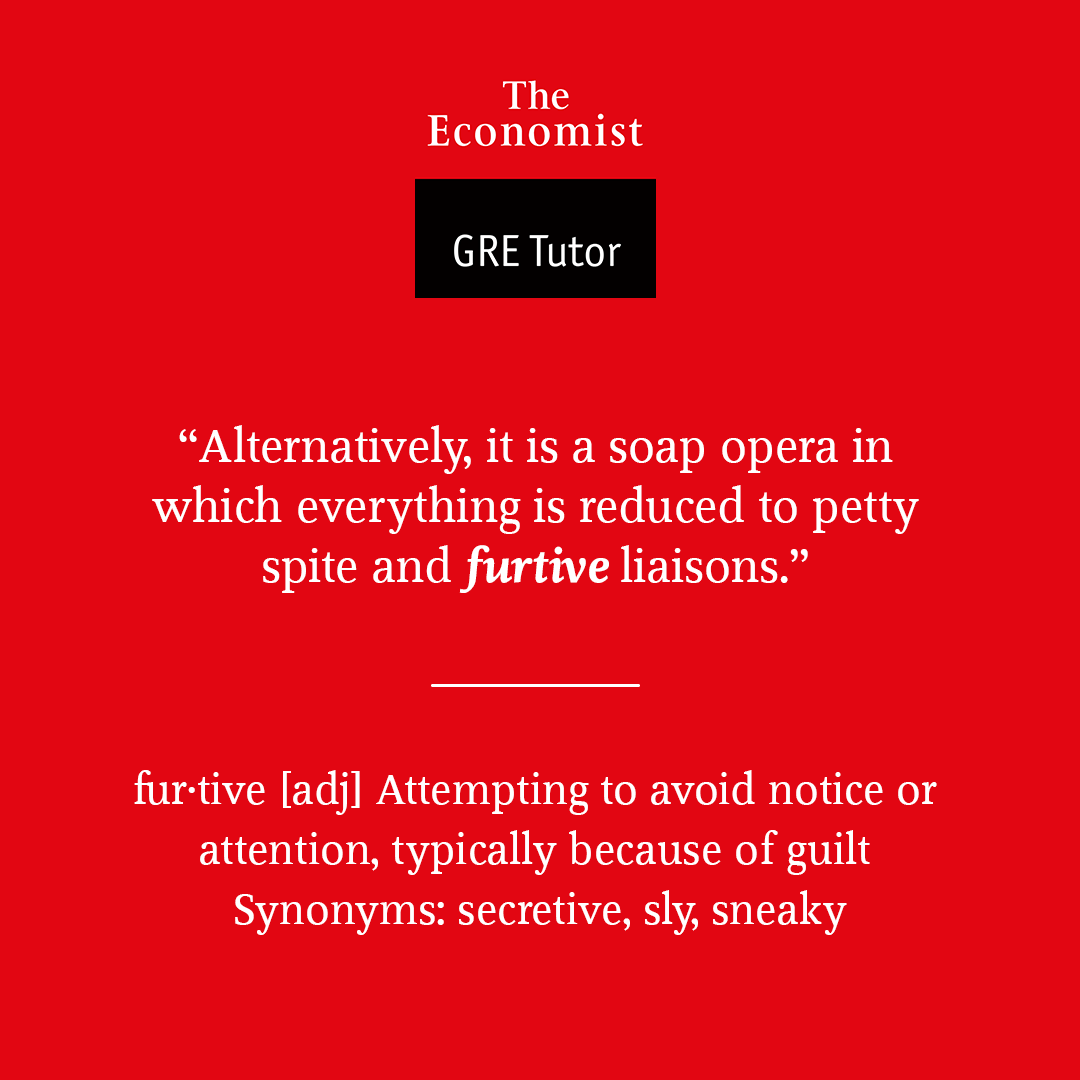 The
Economist
GRE Tutor
“Alternatively, it is a soap opera in
which everything is reduced to petty
spite and furtive liaisons.”
fur·tive [adj] Attempting to avoid notice or
attention, typically because of guilt
Synonyms: secretive, sly, sneaky